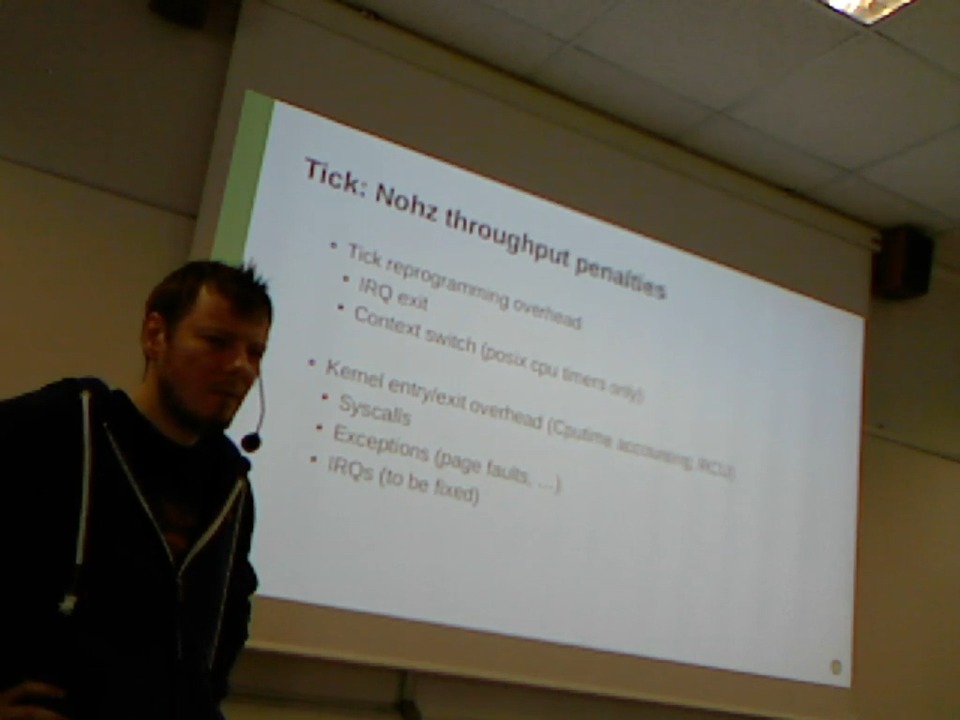 Tick: Nohz throughput penalties
• Tick reprogramming overhead
• IRQ exit
• Context switch (posix cpu timers only)
• Kernel entry/exit overhead (Cputime accounting, RCU)
• Syscalls
• Exceptions (page faults, ...)
• IRQs (to be fixed)